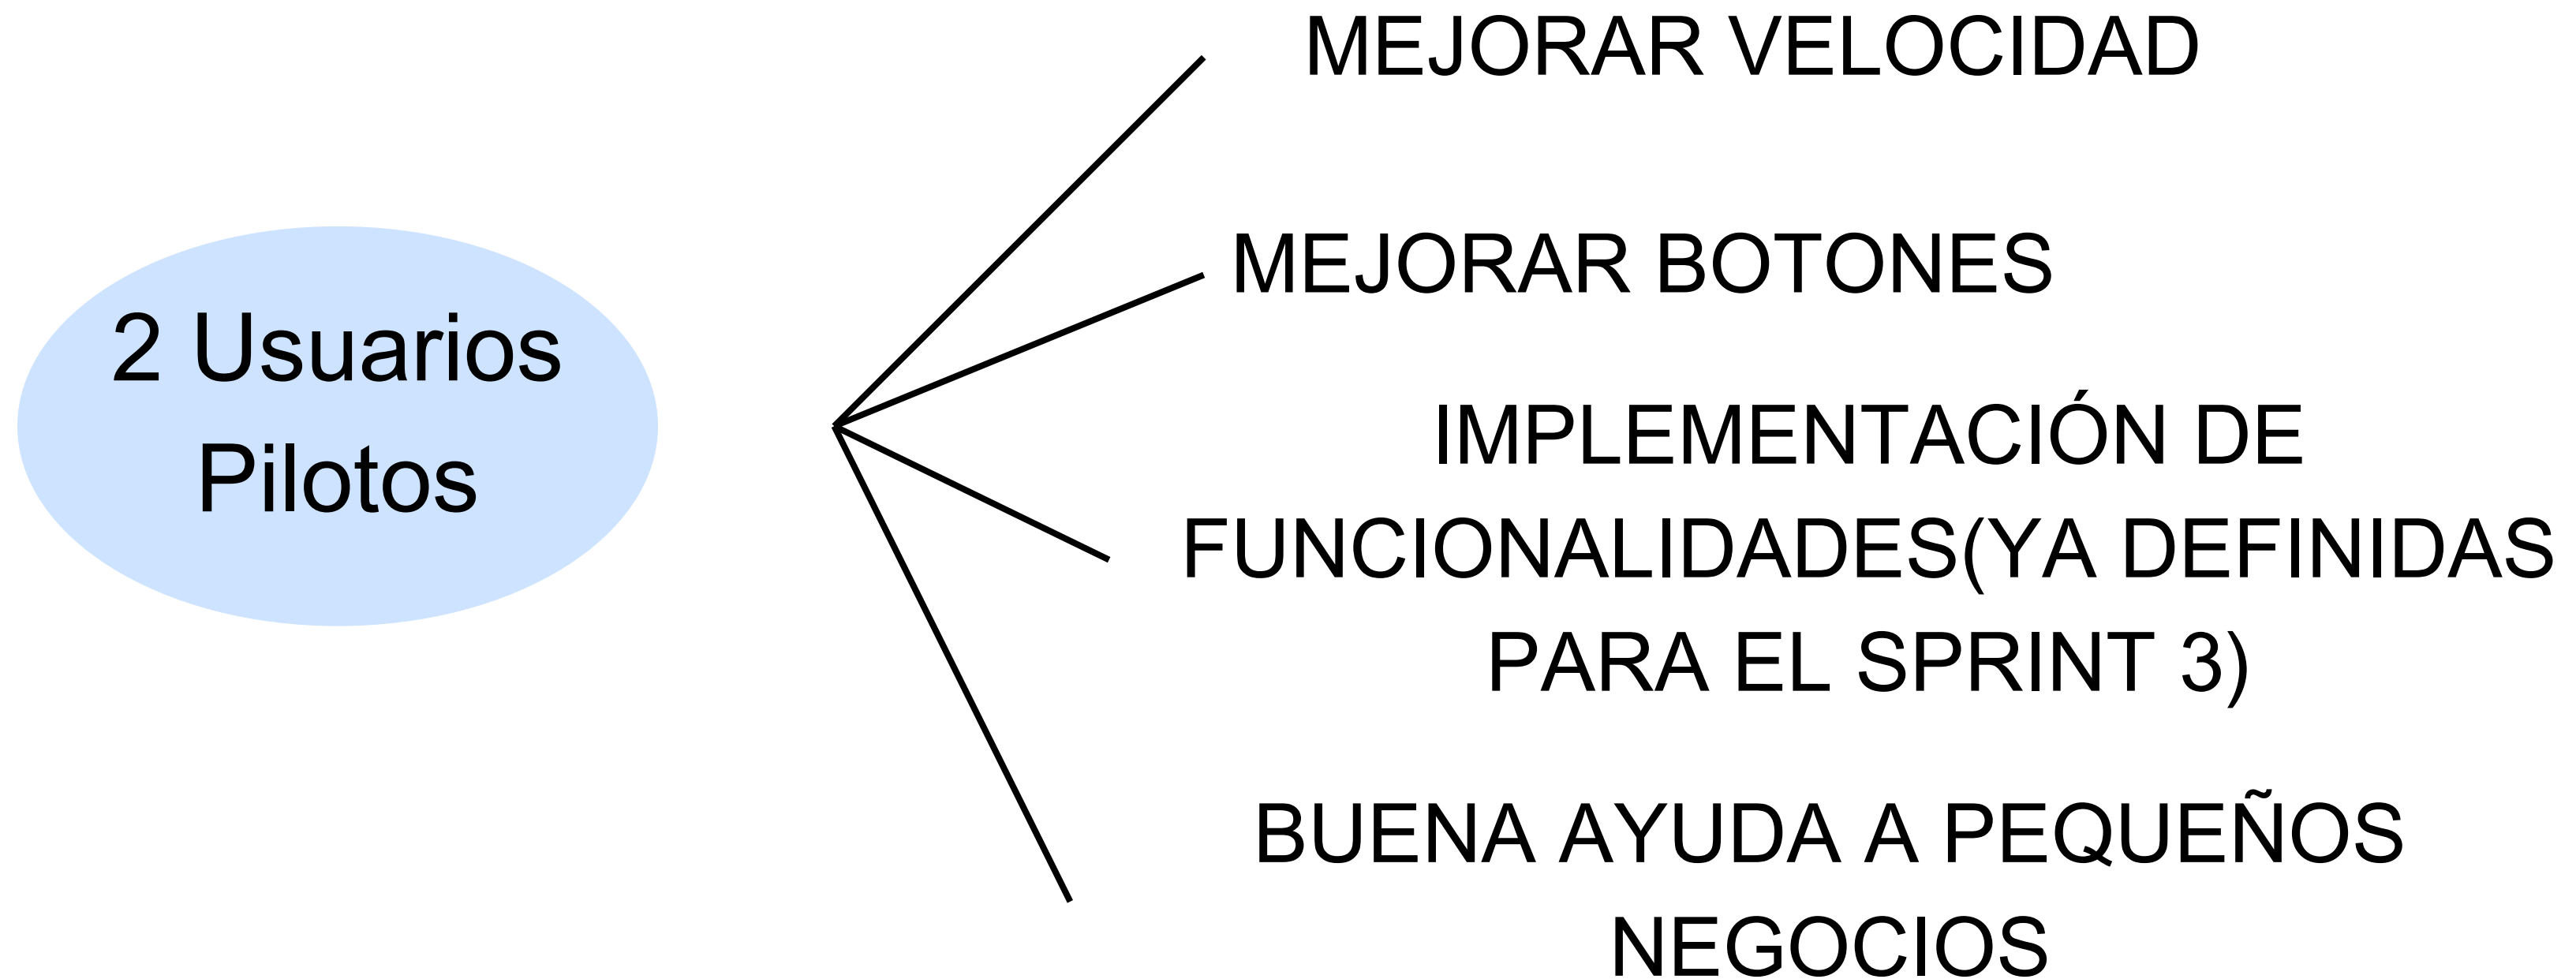 2 Usuarios
Pilotos
MEJORAR VELOCIDAD
MEJORAR BOTONES
IMPLEMENTACIÓN DE
FUNCIONALIDADES(YA DEFINIDAS
PARA EL SPRINT 3)
BUENA AYUDA A PEQUEÑOS
NEGOCIOS